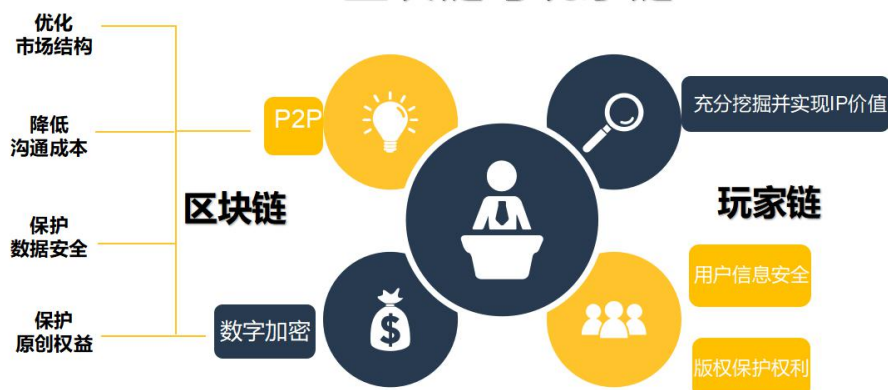 优化
市场结构
降低
沟通成本
保护
数据安全
保护
原创权益
P2P
区块链
数字加密
$
充分挖掘并实现IP价值
玩家链
用户信息安全
版权保护权利